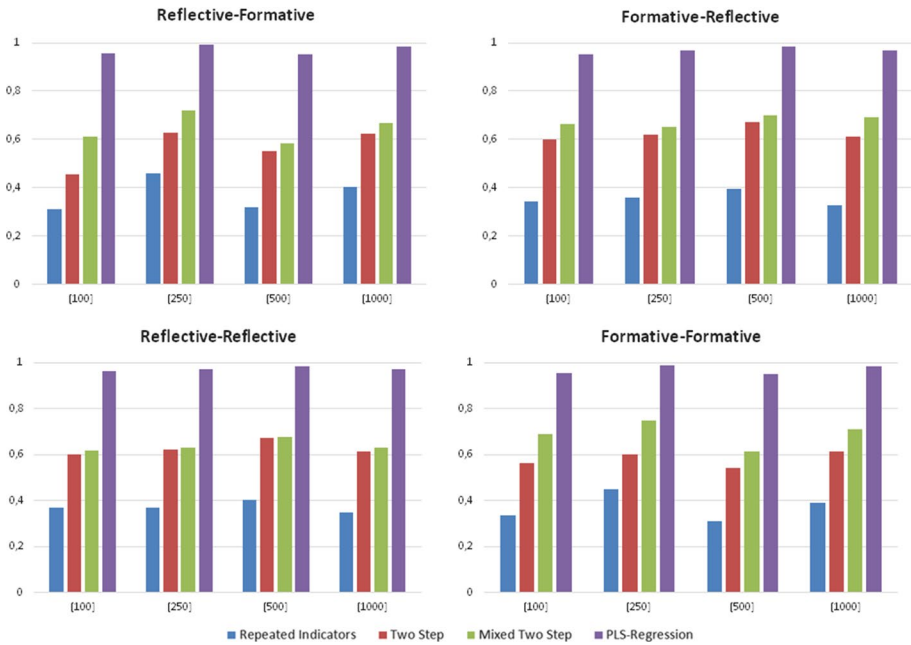 Reflective-Formative
1
0,8
0,6
0,4
0,2
0
[100] [250] [500] [1000]
Formative-Reflective
1
0,8
0,6
0,4
0,2
0
[100] [250] [500] [1000]
Reflective-Reflective
1
0,8
0,6
0,4
0,2
0
[100] [250] [500] [1000]
Formative-Formative
1
0,8
0,6
0,4
0,2
0
[100] [250] [500] [1000]
Repeated Indicators Two Step Mixed Two Step PLS-Regression